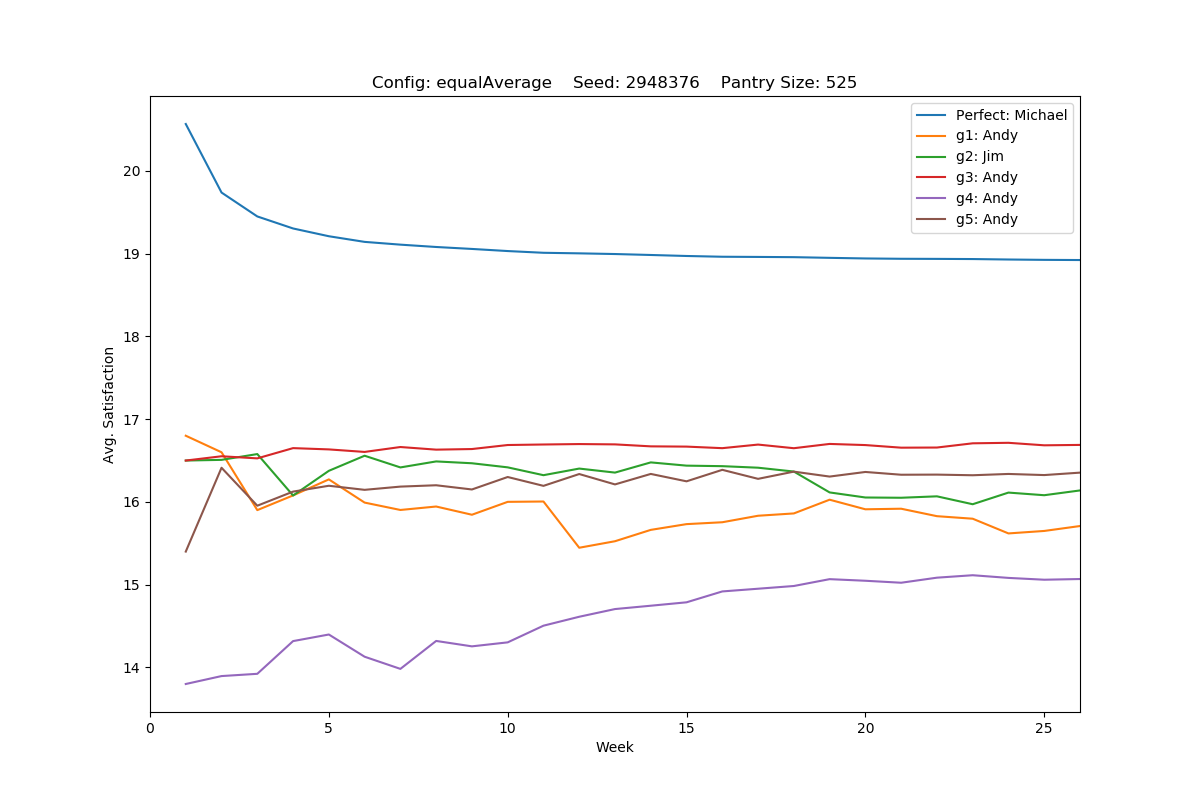 Config: equalAverage    Seed: 2948376    Pantry Size: 525
Perfect: Michael
g1: Andy
g2: Jim
g3: Andy
g4: Andy
g5: Andy
Avg. Satisfaction
20
19
18
17
16
15
14
0 5 10 15 20 25
Week